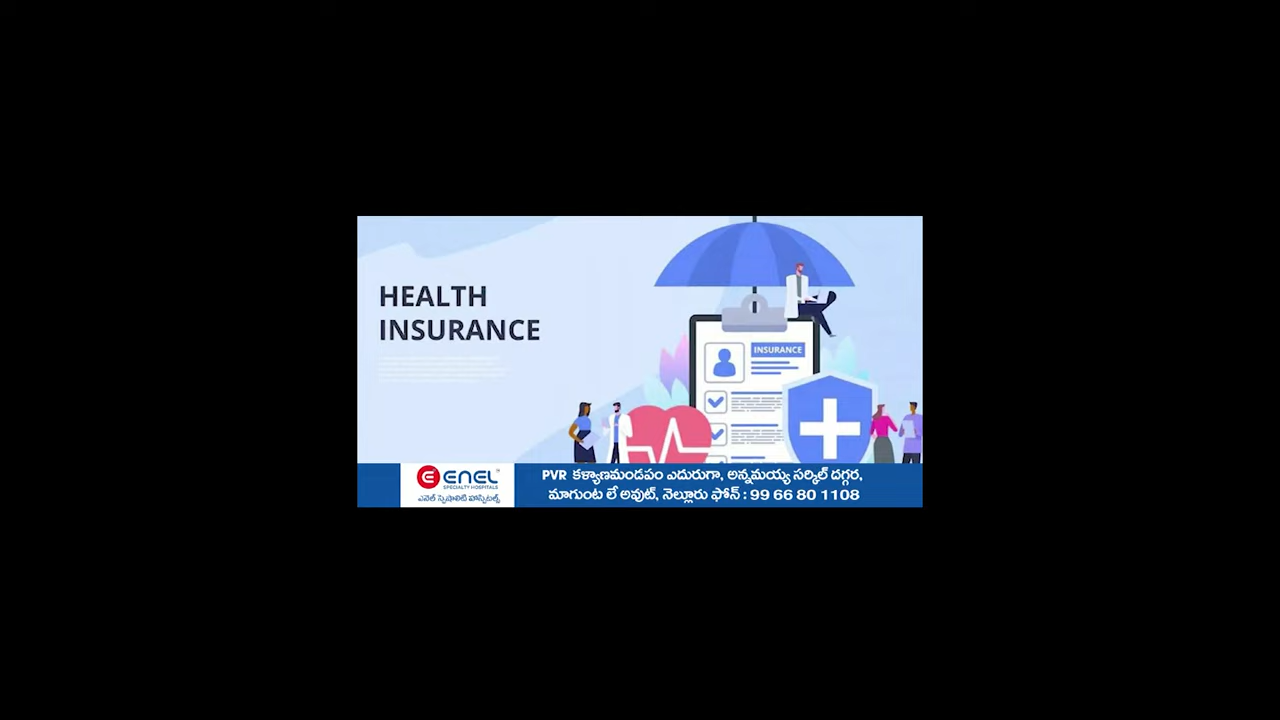 HEALTH
INSURANCE
INSURANCE
ENEL
SPECIALTY HOSPITALS
ఎనెల్ స్పెషాలిటి హాస్పిటల్స్
PVR కళ్యాణమండపం ఎదురుగా, అన్నమయ్య సర్కిల్ దగ్గర,
మాగుంట లే అవుట్, నెల్లూరు ఫోన్ : 99 66 80 1108